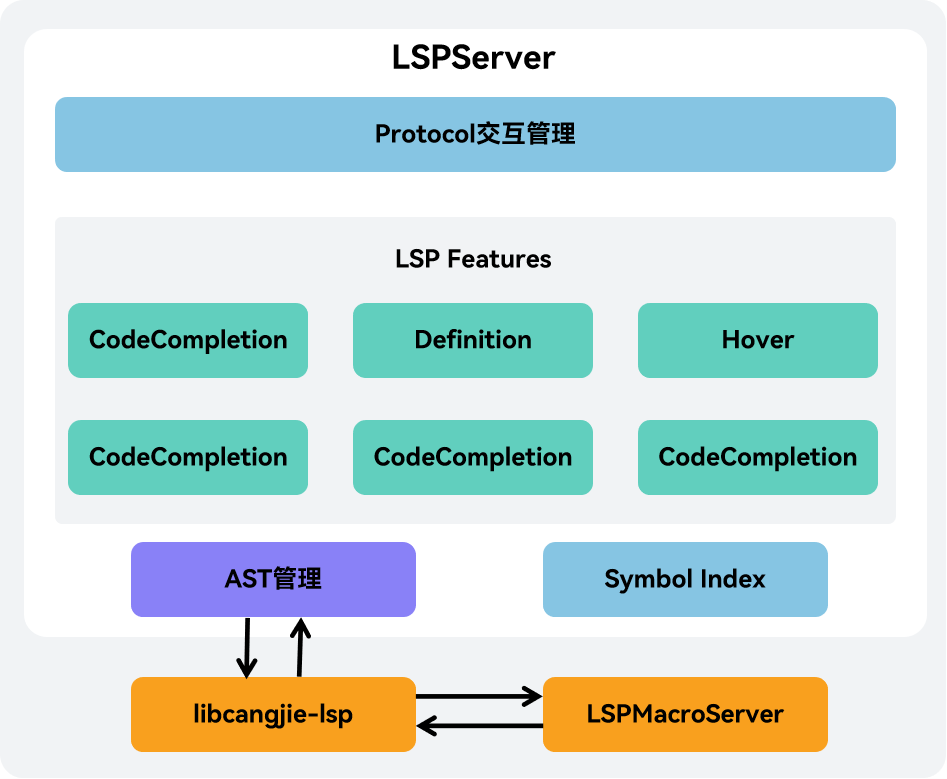 LSPServer
Protocol交互管理
LSP Features
CodeCompletion
Definition
Hover
CodeCompletion
CodeCompletion
CodeCompletion
AST管理
Symbol Index
libcangjie-lsp
LSPMacroServer